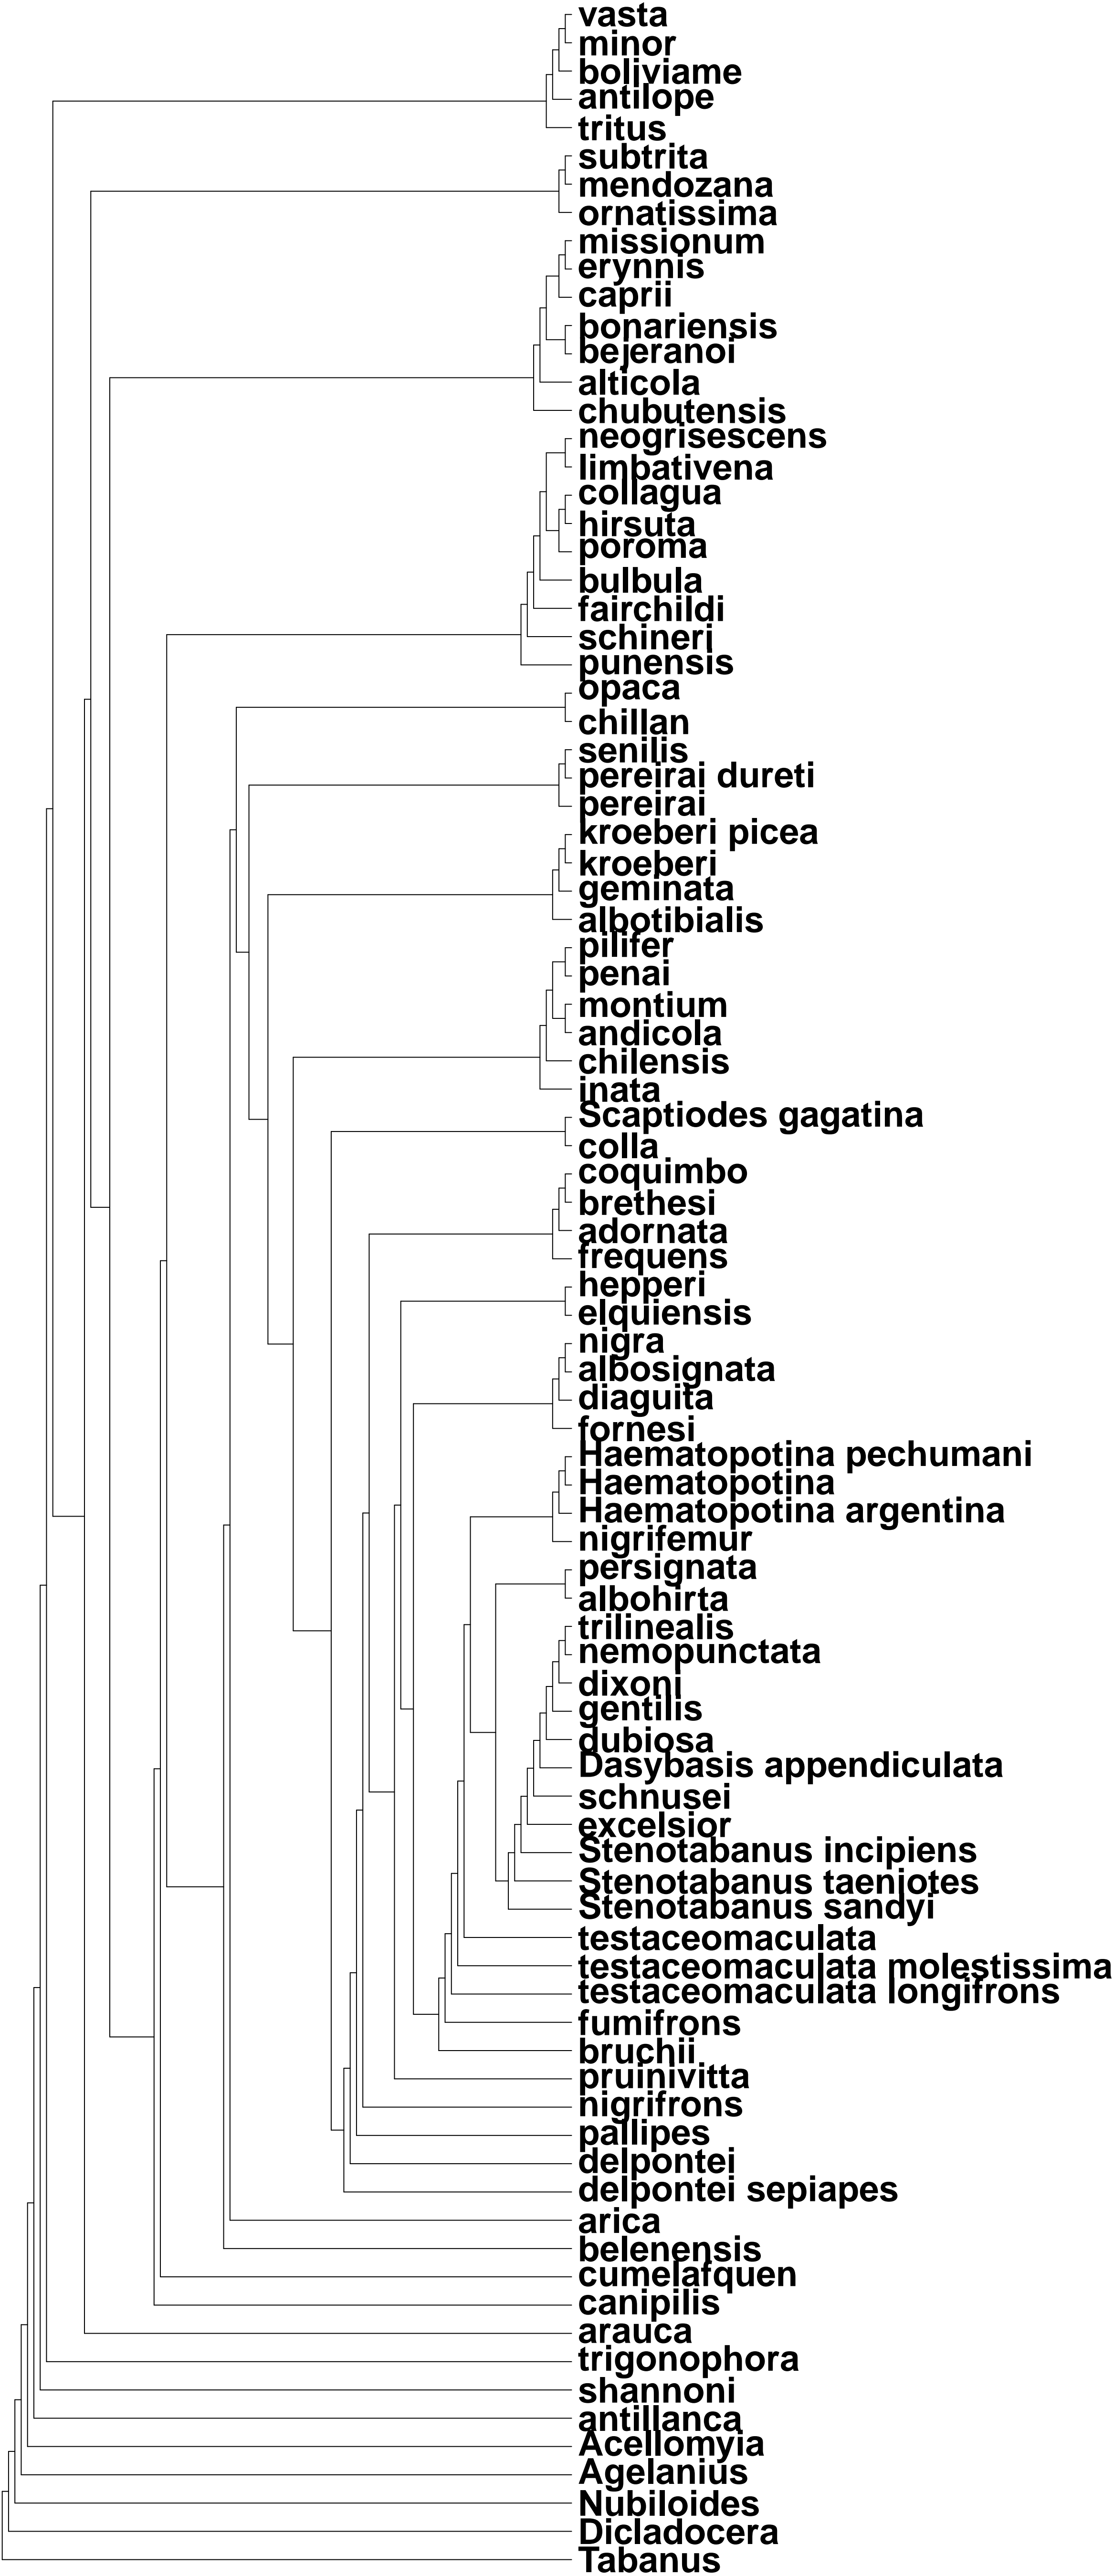 vasta
minor
boliviame
antilope
tritus
subtrita
mendozana
ornatissima
missionum
erynnis
caprii
bonariensis
bejeranoi
alticola
chubutensis
neogrisescens
limbativena
collagua
hirsuta
poroma
bulbula
fairchildi
schineri
punensis
opaca
chillan
senilis
pereirai dureti
pereirai
kroeberi picea
kroeberi
geminata
albotibialis
pilifer
penai
montium
andicola
chilensis
inata
Scaptiodes gagatina
colla
coquimbo
brethesi
adornata
frequens
hepperi
elquiensis
nigra
albosignata
diaguita
fornesi
Haematopotina pechumani
Haematopotina
Haematopotina argentina
nigrifemur
persignata
albohirta
trilinealis
nemopunctata
dixoni
gentilis
dubiosa
Dasybasis appendiculata
schnusei
excelsior
Stenotabanus incipiens
Stenotabanus taeniotes
Stenotabanus sandyi
testaceomaculata
testaceomaculata molestissima
testaceomaculata longifrons
fumifrons
bruchii
pruinivitta
nigrifrons
pallipes
delpontei
delpontei sepiapes
arica
belenensis
cumelafquen
canipilis
arauca
trigonophora
shannoni
antillanca
Acellomyia
Agelanius
Nubiloides
Dicladocera
Tabanus